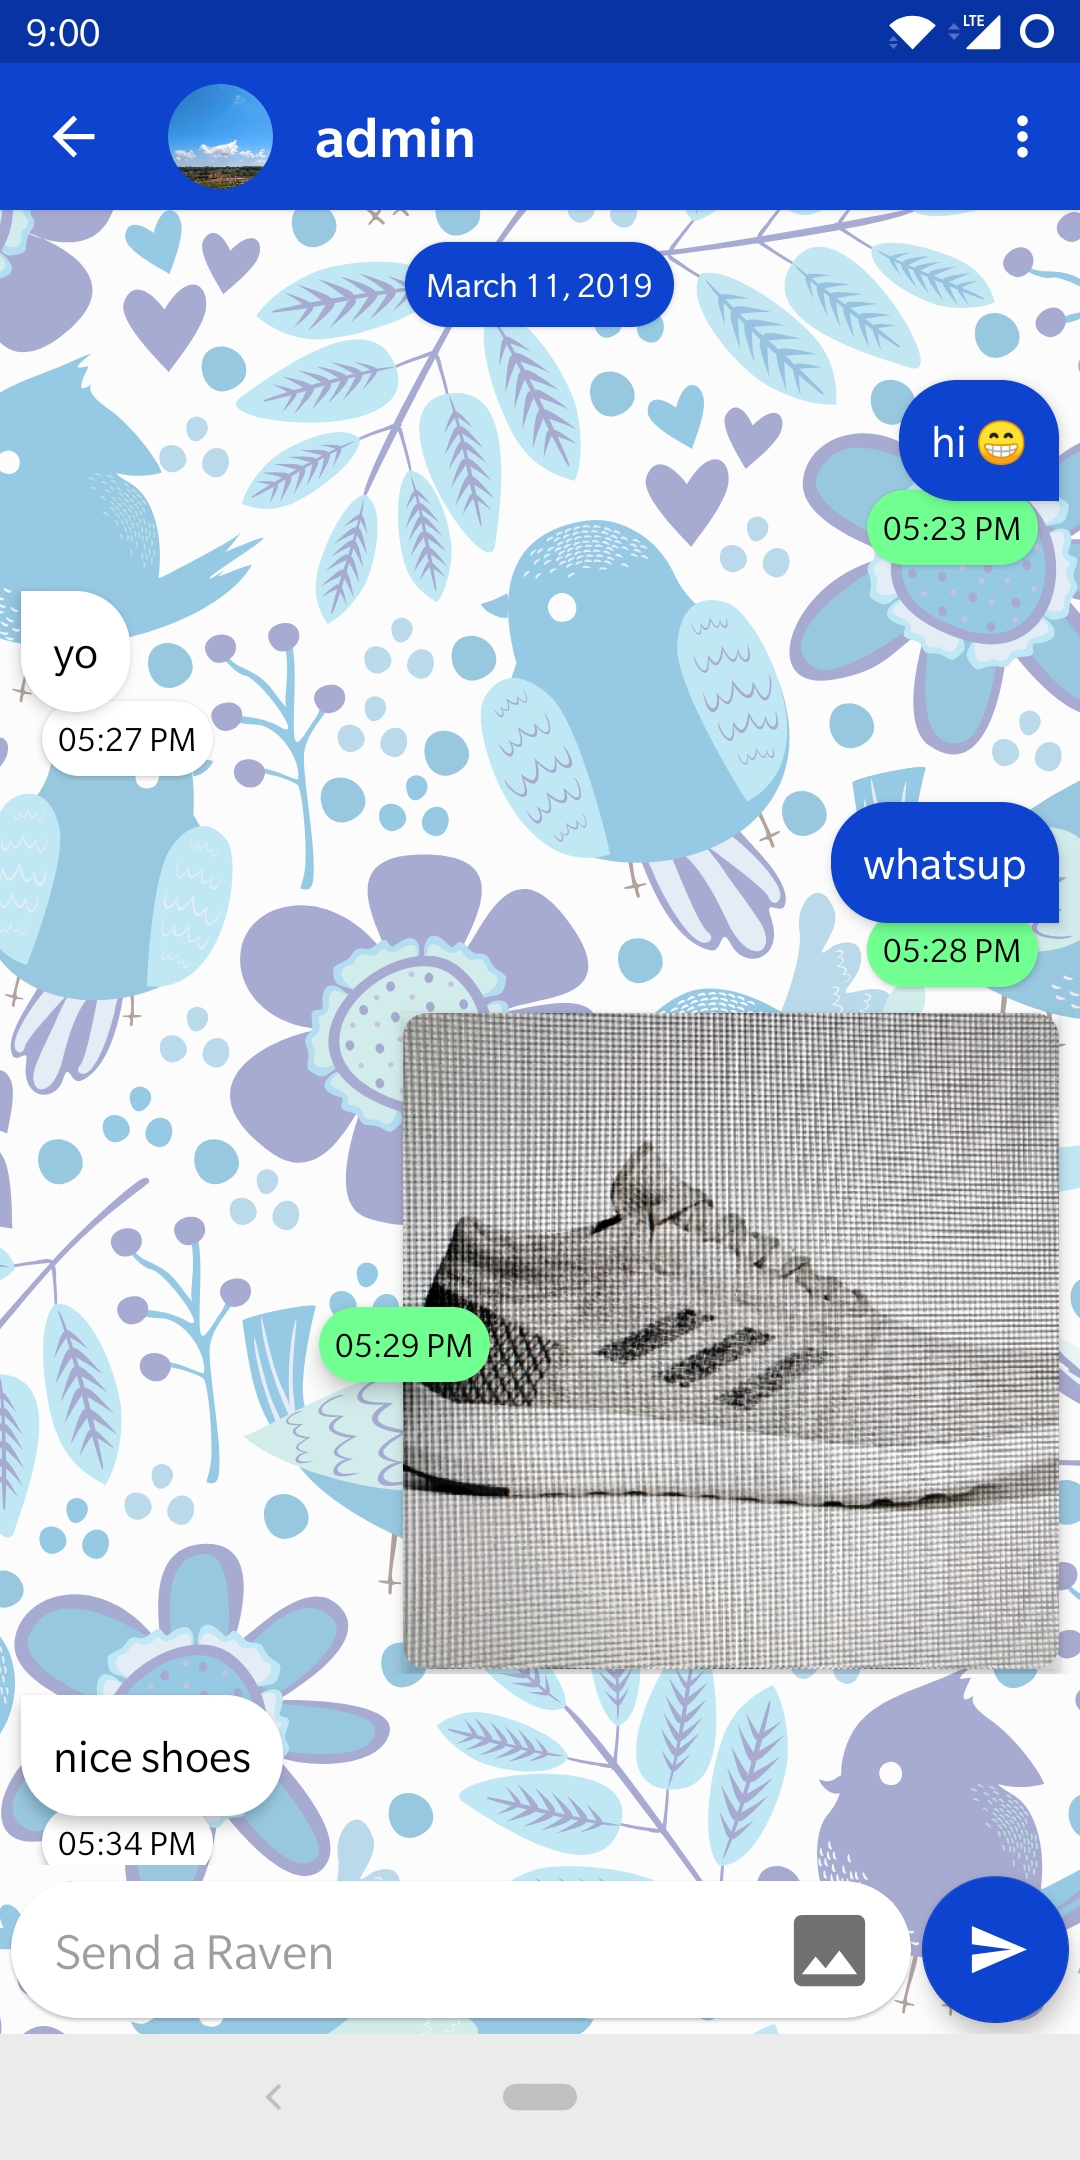 9:00
LTE
admin
March 11, 2019
hi 😁
05:23 PM
yo
05:27 PM
whatsup
05:28 PM
05:29 PM
nice shoes
05:34 PM
Send a Raven